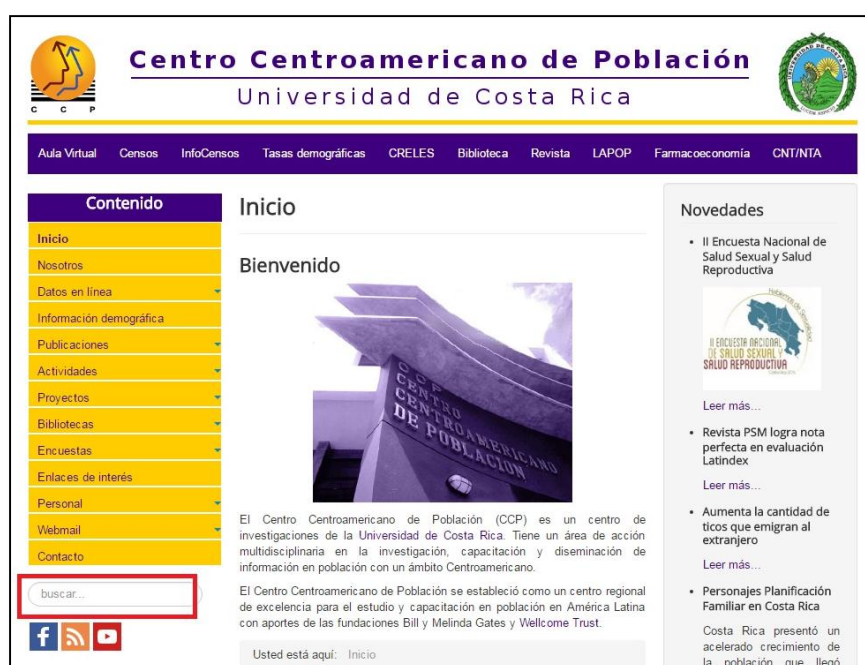 C C P
Centro Centroamericano de Población
Universidad de Costa Rica
Aula Virtual Censos InfoCensos Tasas demográficas CRELES Biblioteca Revista LAPOP Farmacoeconomía CNT/NTA
Contenido
Inicio
Nosotros
Datos en línea
Información demográfica
Publicaciones
Actividades
Proyectos
Bibliotecas
Encuestas
Enlaces de interés
Personal
Webmail
Contacto
buscar...
Inicio
Bienvenido
CCP
CENTRO
CENTROAMERICANO
DE POBLACION
El Centro Centroamericano de Población (CCP) es un centro de
investigaciones de la Universidad de Costa Rica. Tiene un área de acción
multidisciplinaria en la investigación, capacitación y diseminación de
información en población con un ámbito Centroamericano.
El Centro Centroamericano de Población se estableció como un centro regional
de excelencia para el estudio y capacitación en población en América Latina
con aportes de las fundaciones Bill y Melinda Gates y Wellcome Trust.
Usted está aquí: Inicio
Novedades
II Encuesta Nacional de
Salud Sexual y Salud
Reproductiva
Hablemos de Sexualidad
II ENCUESTA NACIONAL
DE SALUD SEXUAL Y
SALUD REPRODUCTIVA
Leer más...
Revista PSM logra nota
perfecta en evaluación
Latindex
Leer más...
Aumenta la cantidad de
ticos que emigran al
extranjero
Leer más...
Personajes Planificación
Familiar en Costa Rica
Costa Rica presentó un
acelerado crecimiento de
la población que llegó